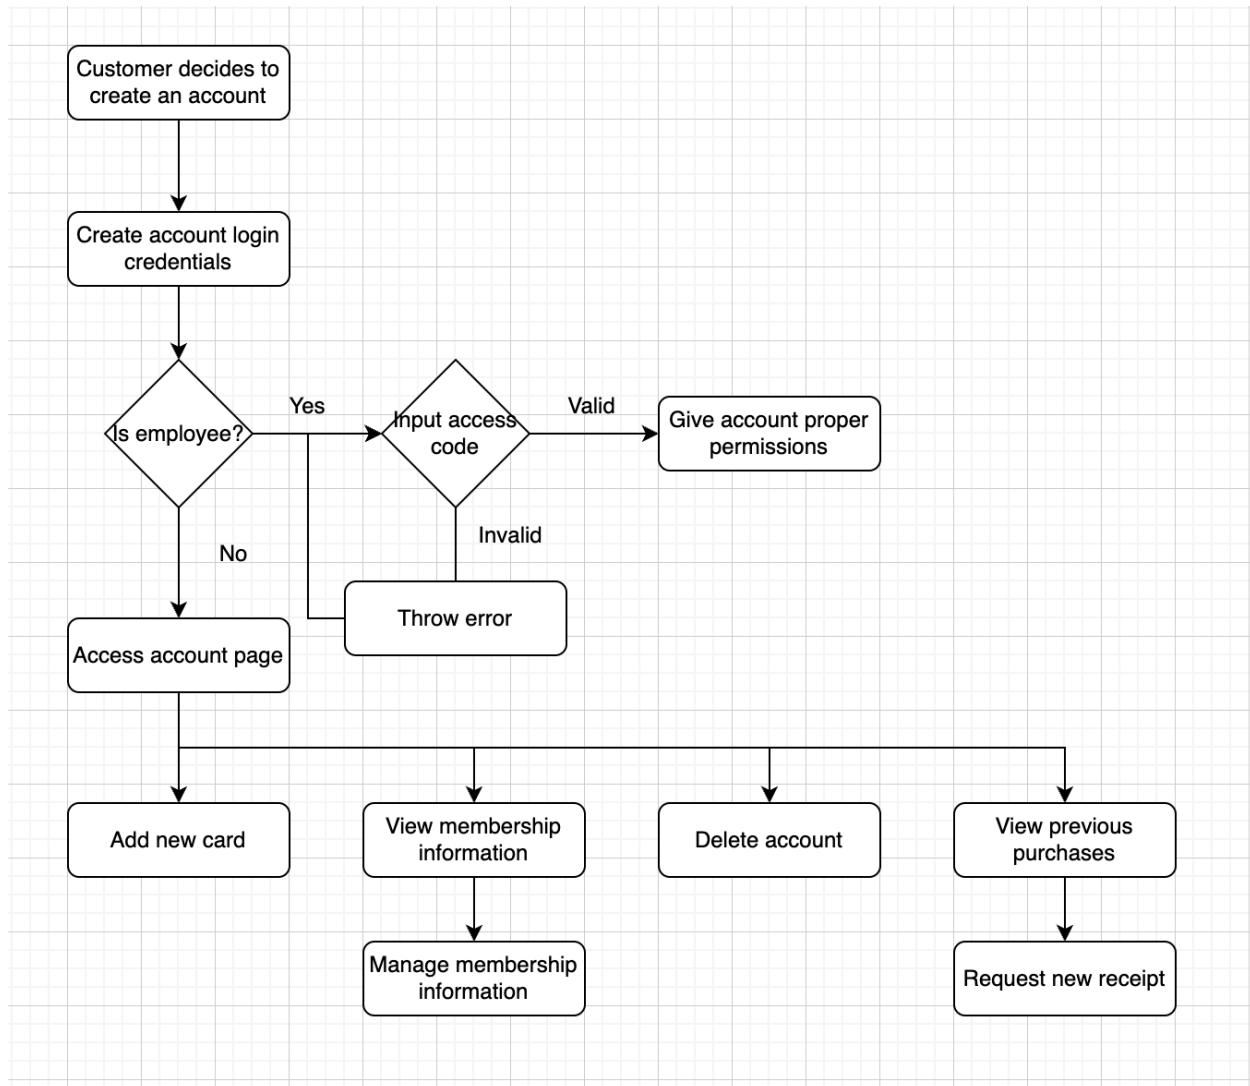 Customer decides to
create an account
Create account login
credentials
Yes
Valid
Is employee?
Input access
code
Give account proper
permissions
Invalid
No
Throw error
Access account page
Add new card
View membership
information
Delete account
View previous
purchases
Manage membership
information
Request new receipt